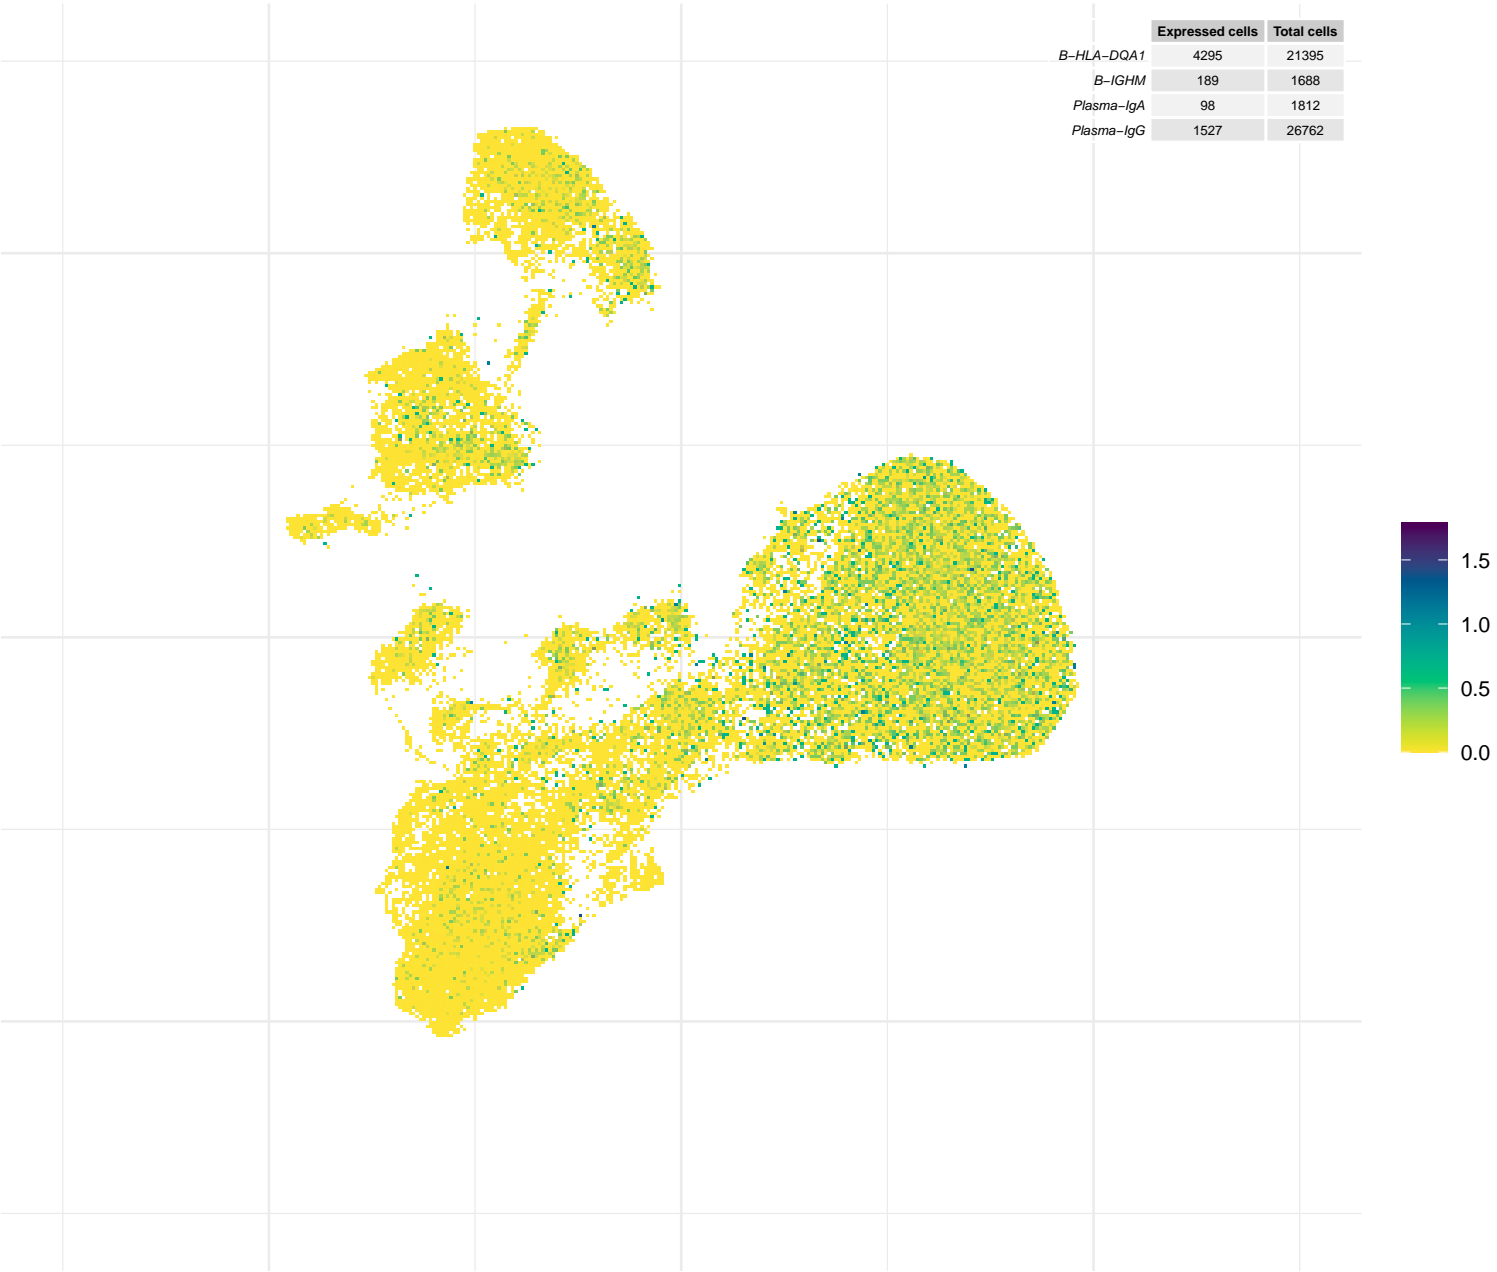 Expressed cells Total cells
B−HLA−DQA1 4295 21395
B−IGHM 189 1688
Plasma−IgA 98 1812
Plasma−IgG 1527 26762
1.5
1.0
0.5
0.0